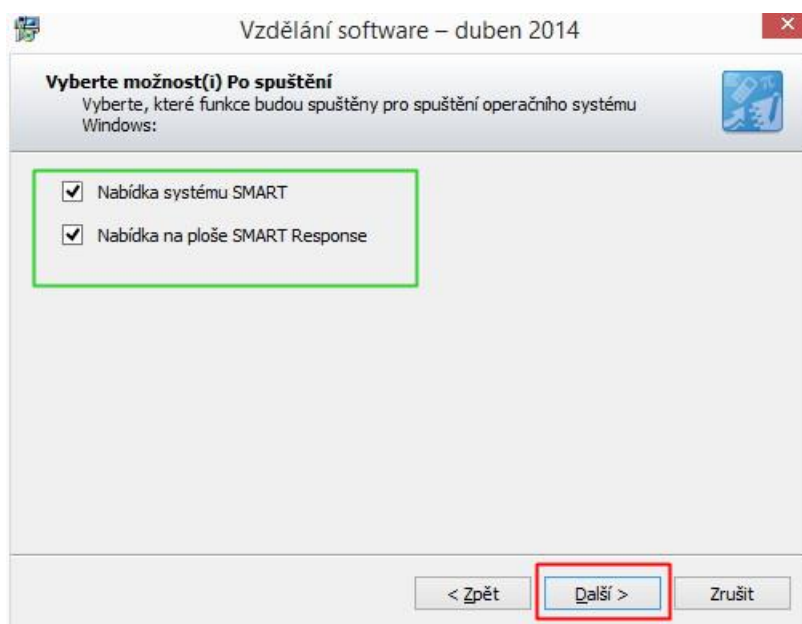 Vzdělání software – duben 2014
Vyberte možnost(i) Po spuštění
Vyberte, které funkce budou spuštěny pro spuštění operačního systému
Windows:
Nabídka systému SMART
Nabídka na ploše SMART Response
< Zpět Další > Zrušit